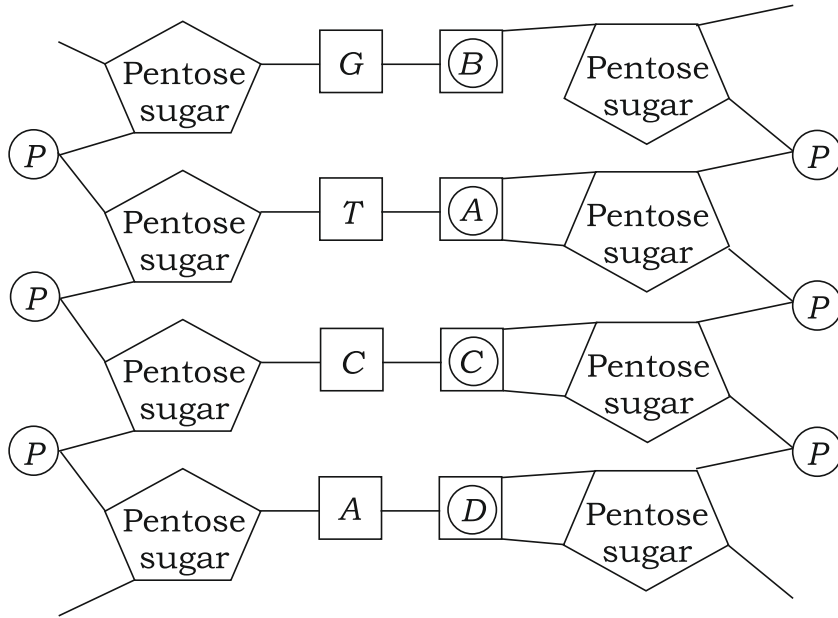 Pentose
sugar
G
B
Pentose
sugar
P
P
Pentose
sugar
T
A
Pentose
sugar
P
P
Pentose
sugar
C
C
Pentose
sugar
P
P
Pentose
sugar
A
D
Pentose
sugar